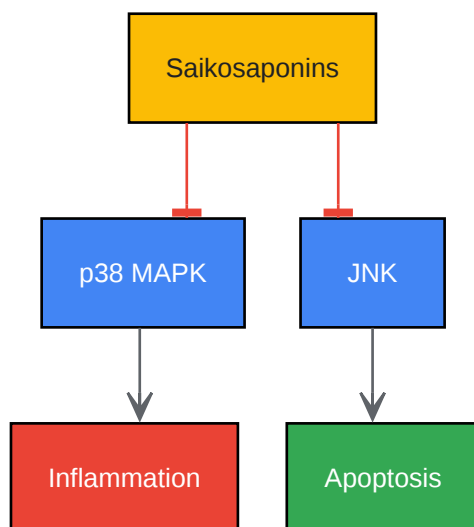 Saikosaponins
p38 MAPK
JNK
Inflammation
Apoptosis